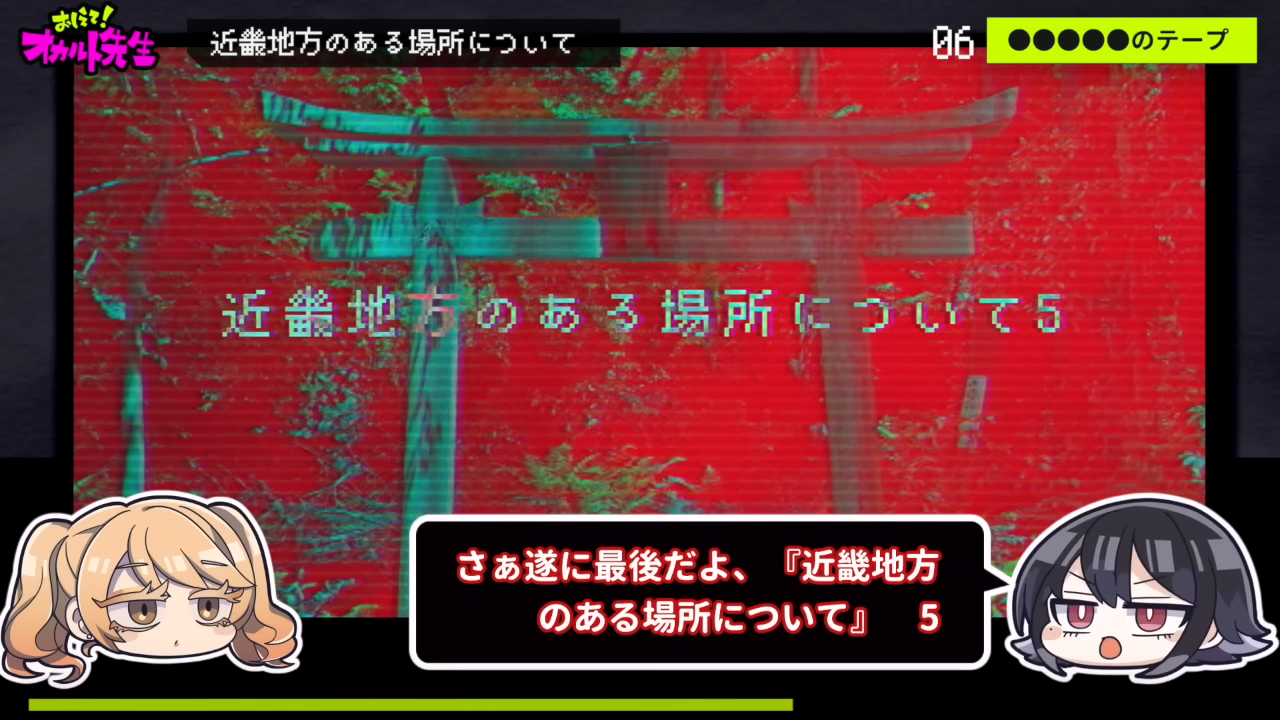 おしえて!
オカルト先生
近畿地方のある場所について
06
●●●●●のテープ
近畿地方のある場所について5
さぁ遂に最後だよ、『近畿地方
のある場所について』 5